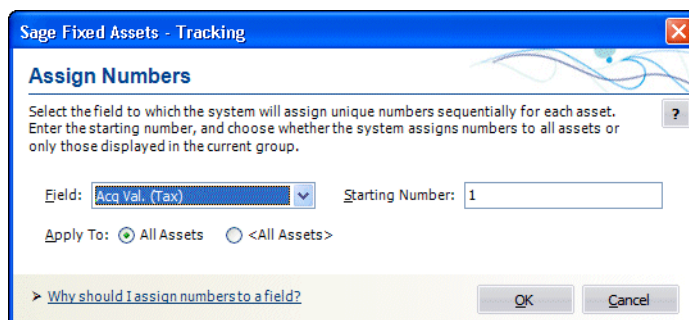 Sage Fixed Assets - Tracking
Assign Numbers
Select the field to which the system will assign unique numbers sequentially for each asset.
Enter the starting number, and choose whether the system assigns numbers to all assets or
only those displayed in the current group.
?
Field: Acq Val. (Tax) Starting Number: 1
Apply To: All Assets <All Assets>
Why should I assign numbers to a field? OK Cancel